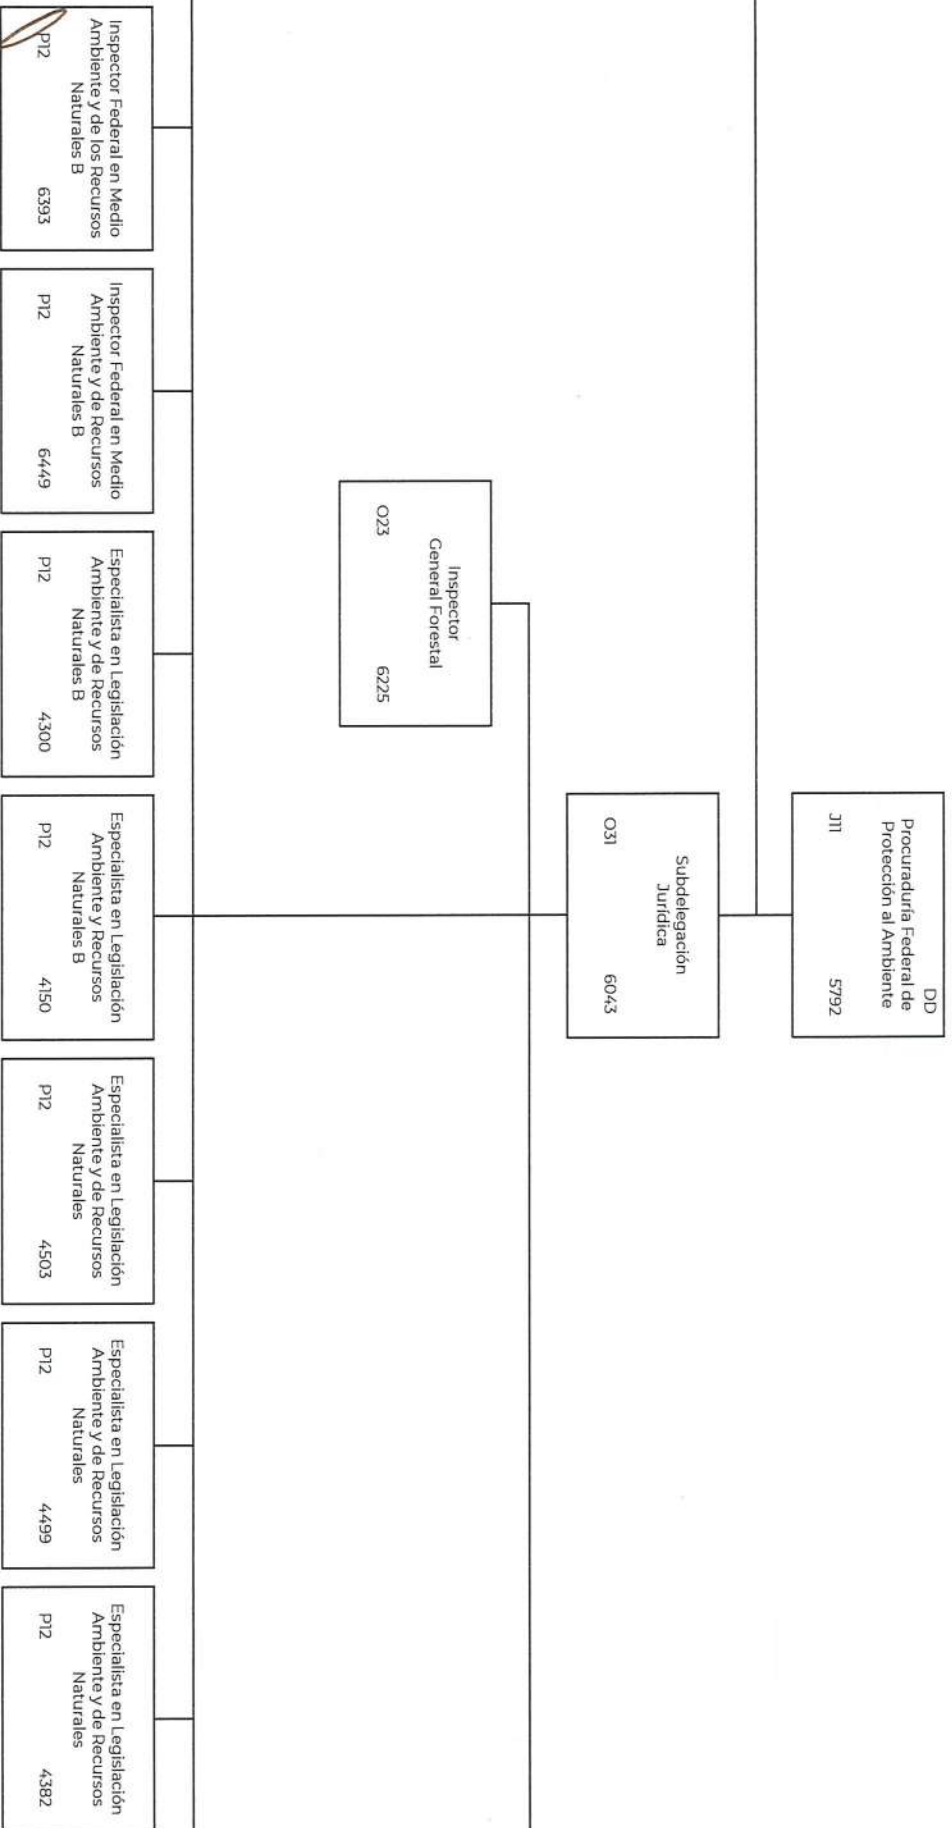 DD
Procuraduría Federal de
Protección al Ambiente
J11 5792
Subdelegación
Jurídica
O31 6043
Inspector
General Forestal
O23 6225
Inspector Federal en Medio
Ambiente y de los Recursos
Naturales B
P12 6393
Inspector Federal en Medio
Ambiente y de Recursos
Naturales B
P12 6449
Especialista en Legislación
Ambiente y de Recursos
Naturales B
P12 4300
Especialista en Legislación
Ambiente y Recursos
Naturales B
P12 4150
Especialista en Legislación
Ambiente y de Recursos
Naturales
P12 4503
Especialista en Legislación
Ambiente y de Recursos
Naturales
P12 4499
Especialista en Legislación
Ambiente y de Recursos
Naturales
P12 4382